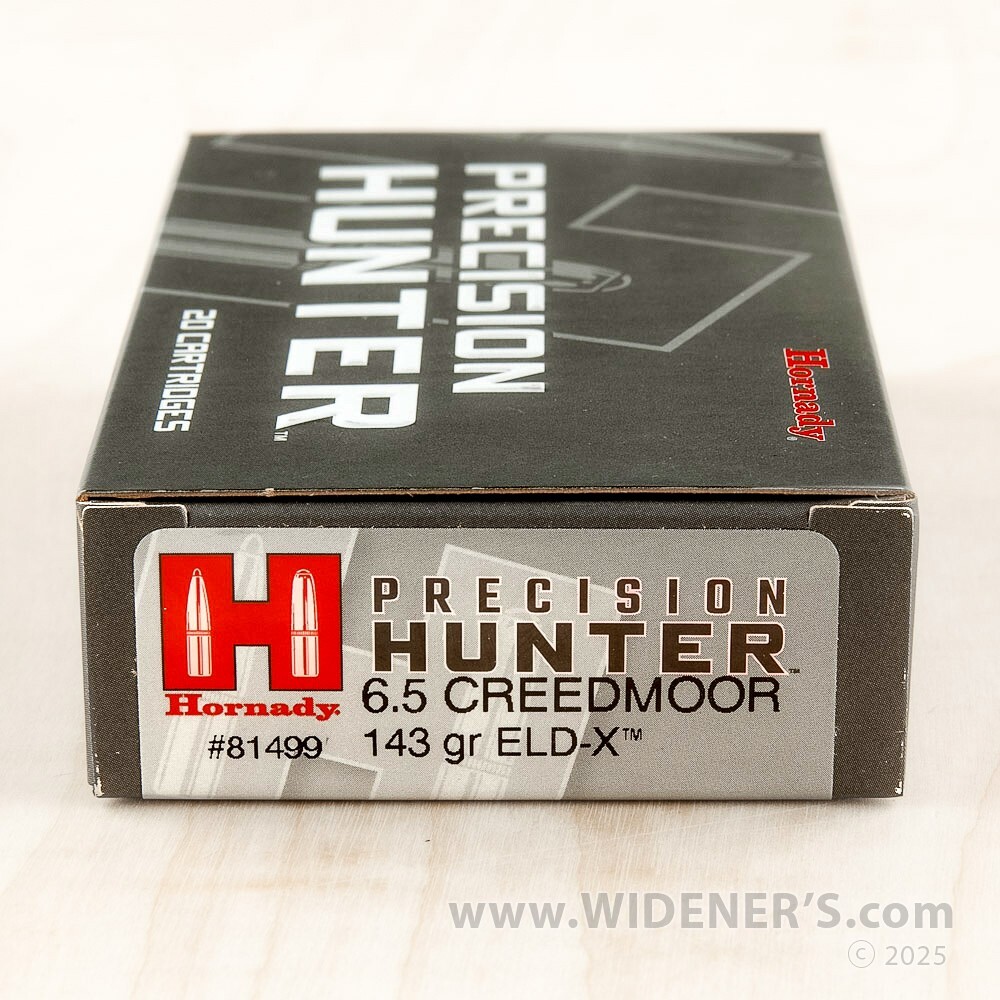 PRECISION
HUNTER™
20 CARTRIDGES
Hornady®
PRECISION
HUNTER™
Hornady®
6.5 CREEDMOOR
#81499
143 gr ELD-X™
www.WIDENER'S.com
© 2025